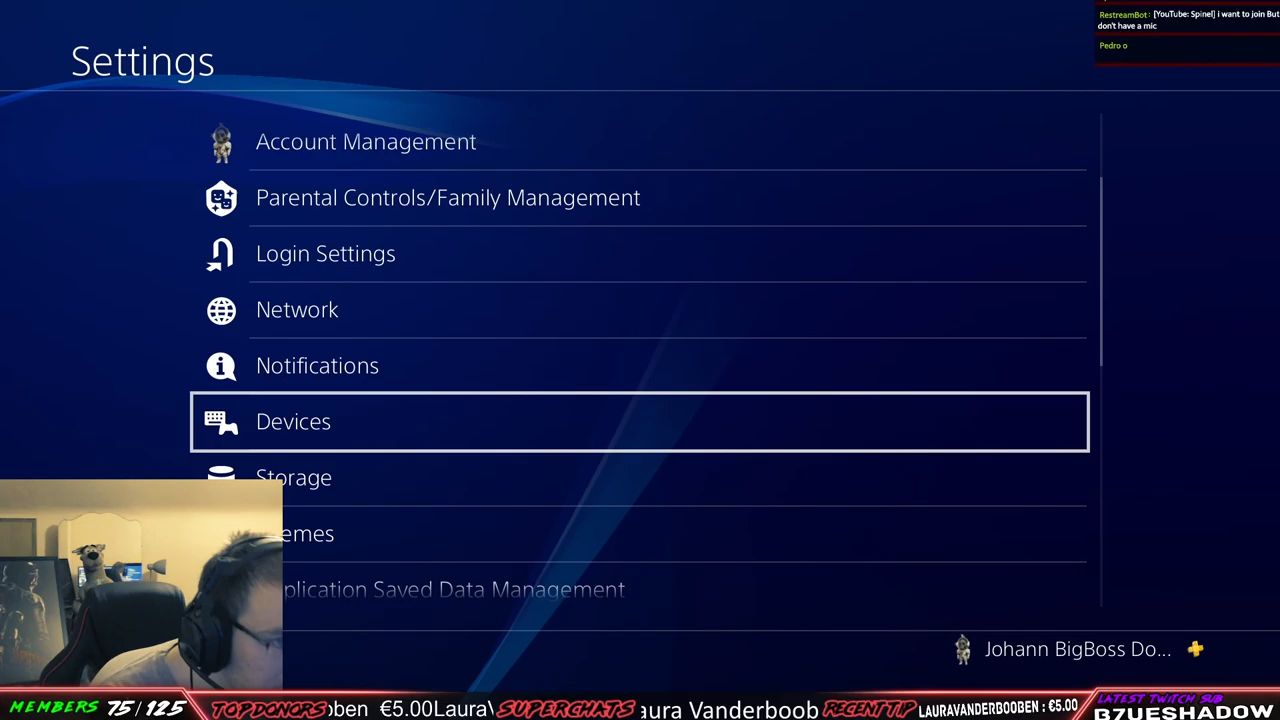 RestreamBot: [YouTube: Spinel] i want to join But
don't have a mic
Pedro o
Settings
Account Management
Parental Controls/Family Management
Login Settings
Network
Notifications
Devices
Storage
emes
plication Saved Data Management
Johann BigBoss Do...
MEMBERS 75/125
TOPDONORS
oben €5.00Laura\
SUPERCHATS
aura Vanderboob
RECENT TIP
LAURAVANDERBOOBEN : €5.00
LATEST TWITCH SUB
B7UESHADOW